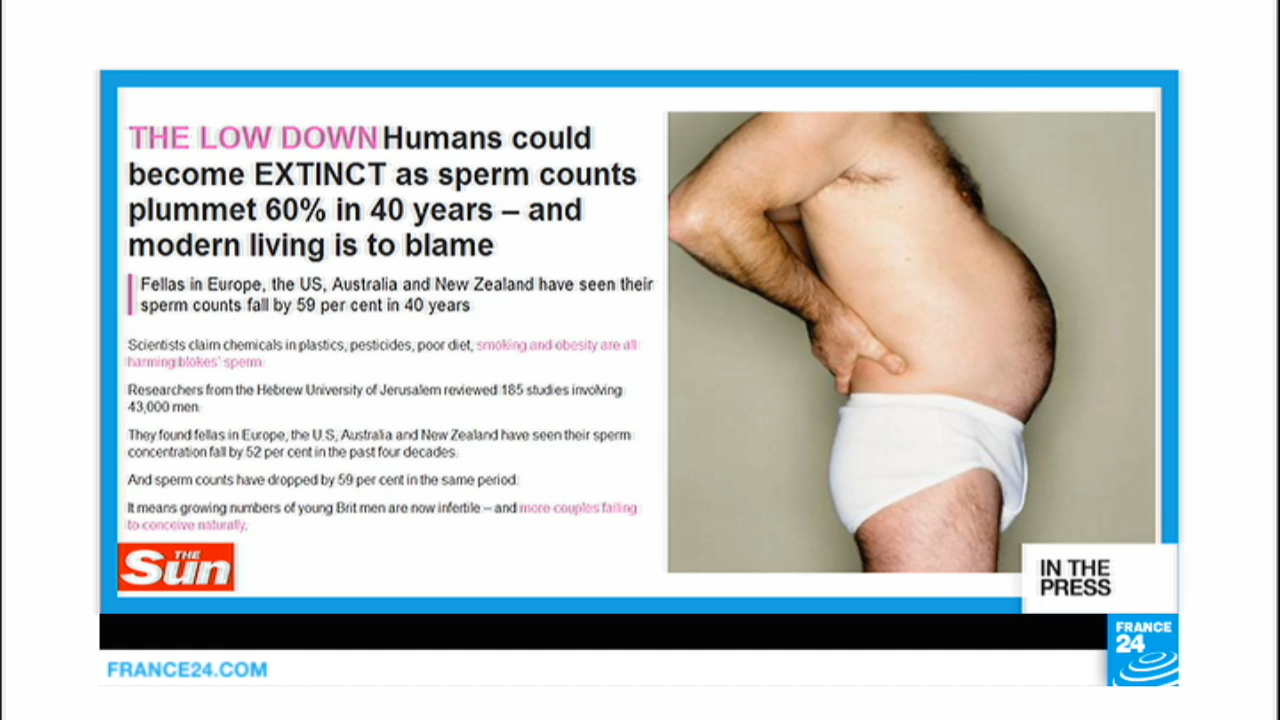 THE LOW DOWN Humans could
become EXTINCT as sperm counts
plummet 60% in 40 years – and
modern living is to blame
Fellas in Europe, the US, Australia and New Zealand have seen their
sperm counts fall by 59 per cent in 40 years
Scientists claim chemicals in plastics, pesticides, poor diet, smoking and obesity are all
harming blokes' sperm.
Researchers from the Hebrew University of Jerusalem reviewed 185 studies involving
43,000 men.
They found fellas in Europe, the U.S, Australia and New Zealand have seen their sperm
concentration fall by 52 per cent in the past four decades.
And sperm counts have dropped by 59 per cent in the same period.
It means growing numbers of young Brit men are now infertile – and more couples failing
to conceive naturally.
THE
Sun
IN THE
PRESS
FRANCE
24
FRANCE24.COM